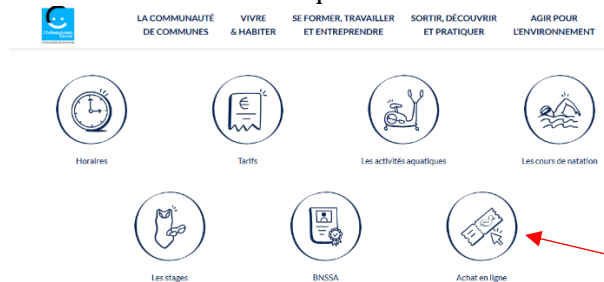 LA COMMUNAUTÉ
DE COMMUNES
VIVRE
& HABITER
SE FORMER, TRAVAILLER
ET ENTREPRENDRE
SORTIR, DÉCOUVRIR
ET PRATIQUER
AGIR POUR
L'ENVIRONNEMENT
Horaires
Tarifs
Les activités aquatiques
Les cours de natation
Les stages
BNSSA
Achat en ligne